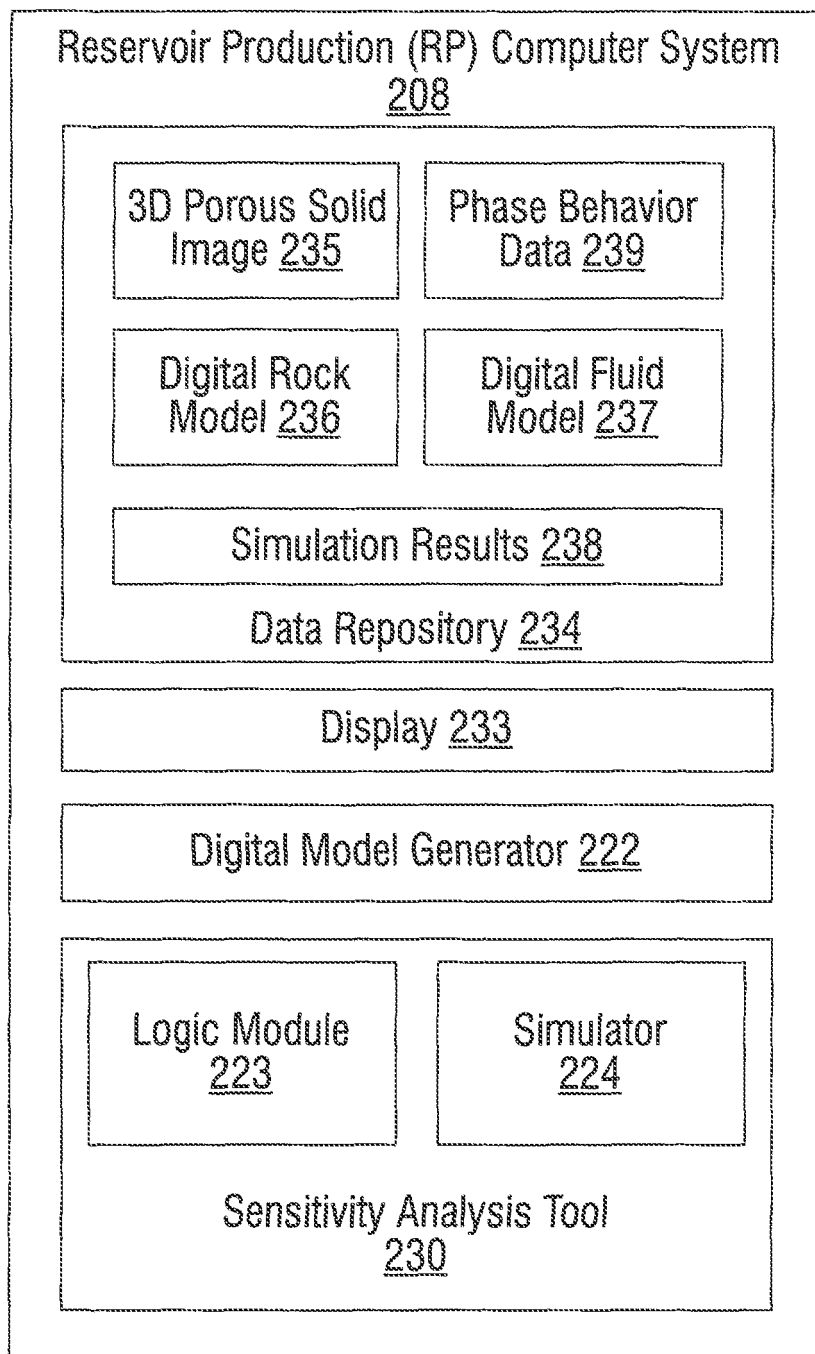 Reservoir Production (RP) Computer System
208
3D Porous Solid
Image 235
Phase Behavior
Data 239
Digital Rock
Model 236
Digital Fluid
Model 237
Simulation Results 238
Data Repository 234
Display 233
Digital Model Generator 222
Logic Module
223
Simulator
224
Sensitivity Analysis Tool
230